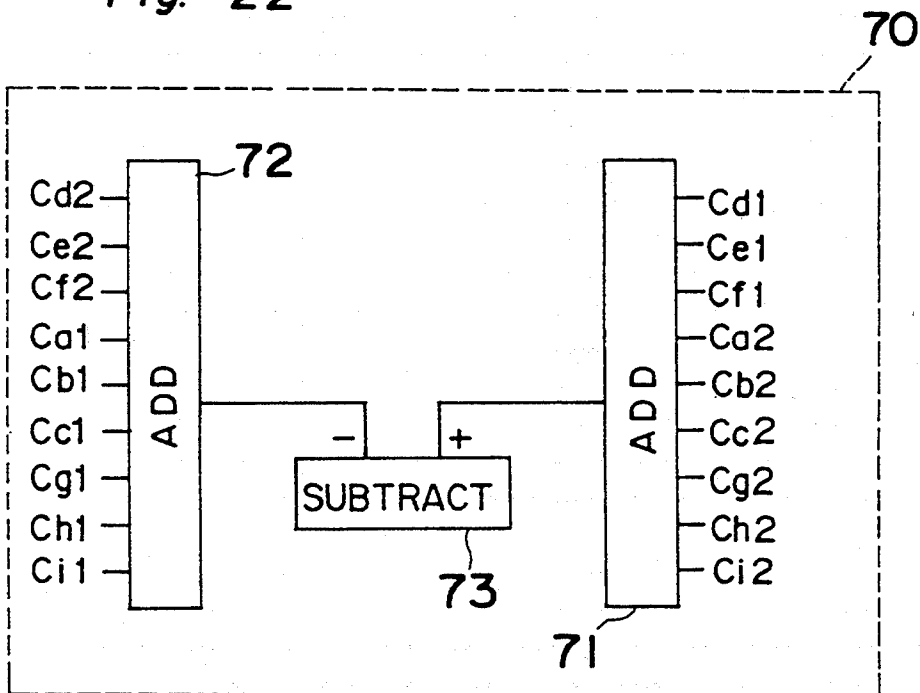 Fig. 22
70
72
Cd2
Ce2
Cf2
Ca1
Cb1
Cc1
Cg1
Ch1
Ci1
ADD
- +
SUBTRACT
73
ADD
Cd1
Ce1
Cf1
Ca2
Cb2
Cc2
Cg2
Ch2
Ci2
71